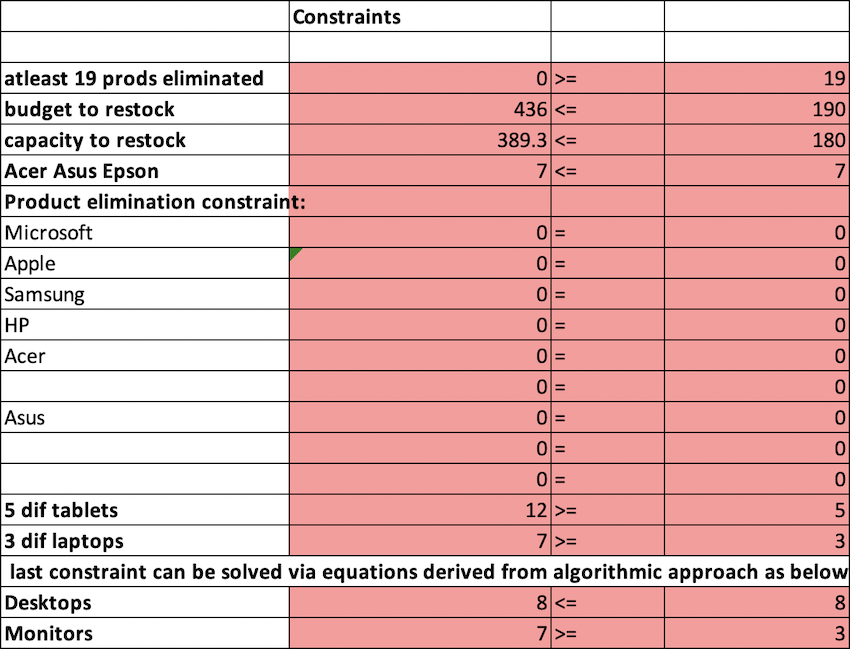 Constraints
atleast 19 prods eliminated 0 >= 19
budget to restock 436 <= 190
capacity to restock 389.3 <= 180
Acer Asus Epson 7 <= 7
Product elimination constraint:
Microsoft 0 = 0
Apple 0 = 0
Samsung 0 = 0
HP 0 = 0
Acer 0 = 0
0 = 0
Asus 0 = 0
0 = 0
0 = 0
5 dif tablets 12 >= 5
3 dif laptops 7 >= 3
last constraint can be solved via equations derived from algorithmic approach as below
Desktops 8 <= 8
Monitors 7 >= 3